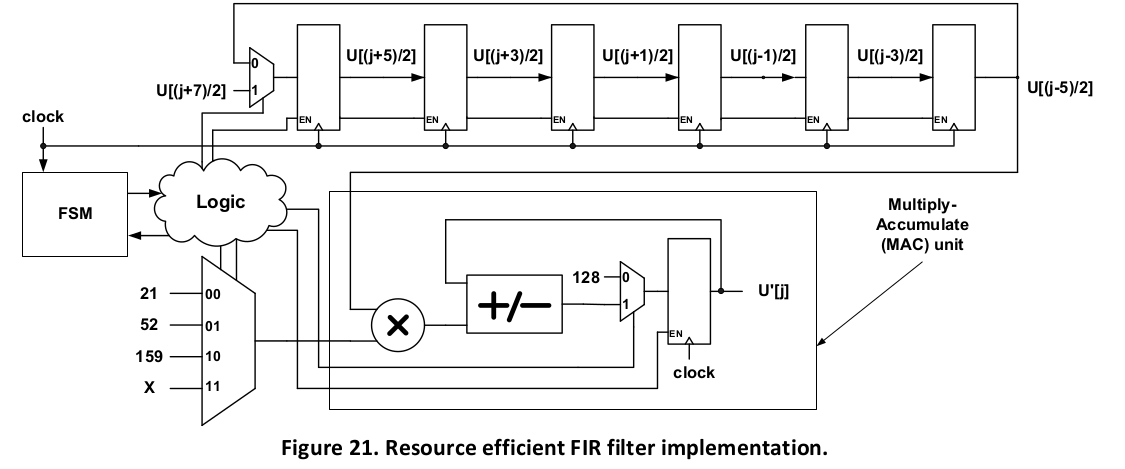 U[(j+5)/2]
U[(j+3)/2]
U[(j+1)/2]
U[(j-1)/2]
U[(j-3)/2]
0
U[(j+7)/2]
1
U[(j-5)/2]
clock
EN
EN
EN
EN
EN
EN
FSM
Logic
Multiply-
Accumulate
(MAC) unit
21
00
52
01
159
10
X
11
×
+/−
128
0
1
EN
U'[j]
clock
Figure 21. Resource efficient FIR filter implementation.